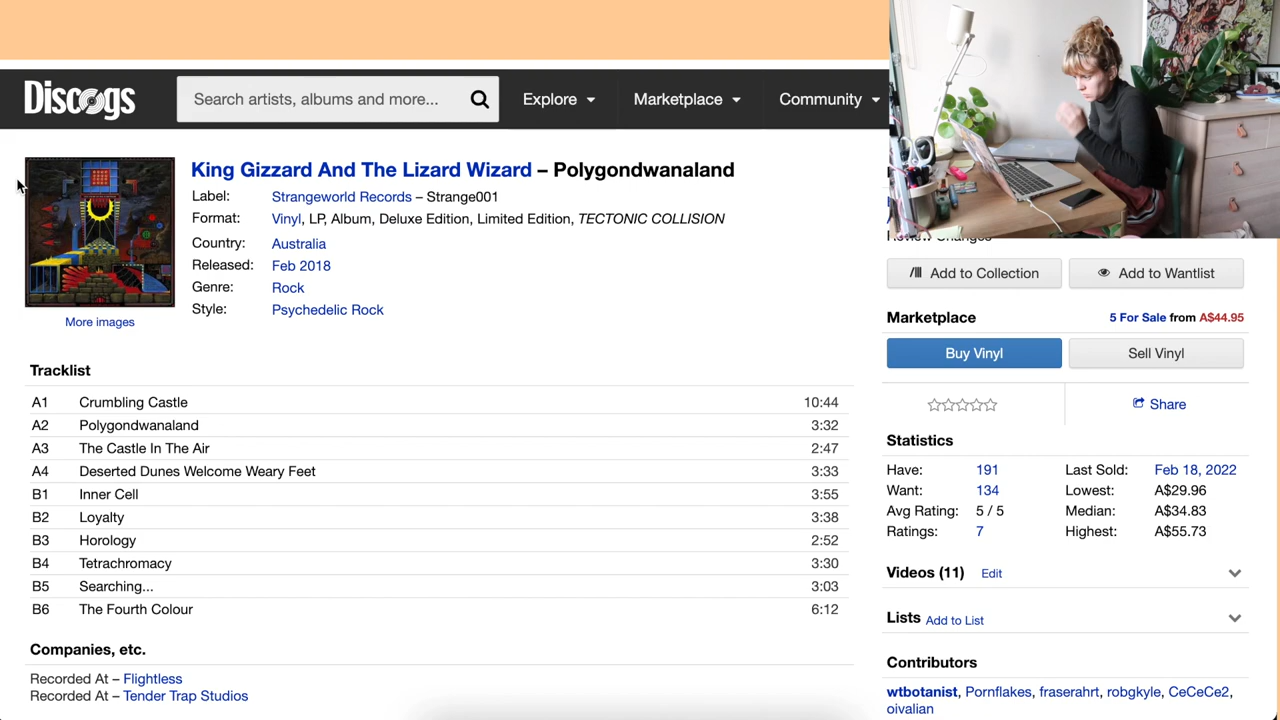 Discogs
Search artists, albums and more...
Explore
Marketplace
Community
King Gizzard And The Lizard Wizard – Polygondwanaland
Label: Strangeworld Records – Strange001
Format: Vinyl, LP, Album, Deluxe Edition, Limited Edition, TECTONIC COLLISION
Country: Australia
Released: Feb 2018
Genre: Rock
Style: Psychedelic Rock
More images
Tracklist
A1 Crumbling Castle 10:44
A2 Polygondwanaland 3:32
A3 The Castle In The Air 2:47
A4 Deserted Dunes Welcome Weary Feet 3:33
B1 Inner Cell 3:55
B2 Loyalty 3:38
B3 Horology 2:52
B4 Tetrachromacy 3:30
B5 Searching... 3:03
B6 The Fourth Colour 6:12
Companies, etc.
Recorded At – Flightless
Recorded At – Tender Trap Studios
Add to Collection
Add to Wantlist
Marketplace
5 For Sale from A$44.95
Buy Vinyl
Sell Vinyl
Share
Statistics
Have: 191
Last Sold: Feb 18, 2022
Want: 134
Lowest: A$29.96
Avg Rating: 5 / 5
Median: A$34.83
Ratings: 7
Highest: A$55.73
Videos (11) Edit
Lists Add to List
Contributors
wtbotanist, Pornflakes, fraserahrt, robgkyle, CeCeCe2,
oivalian